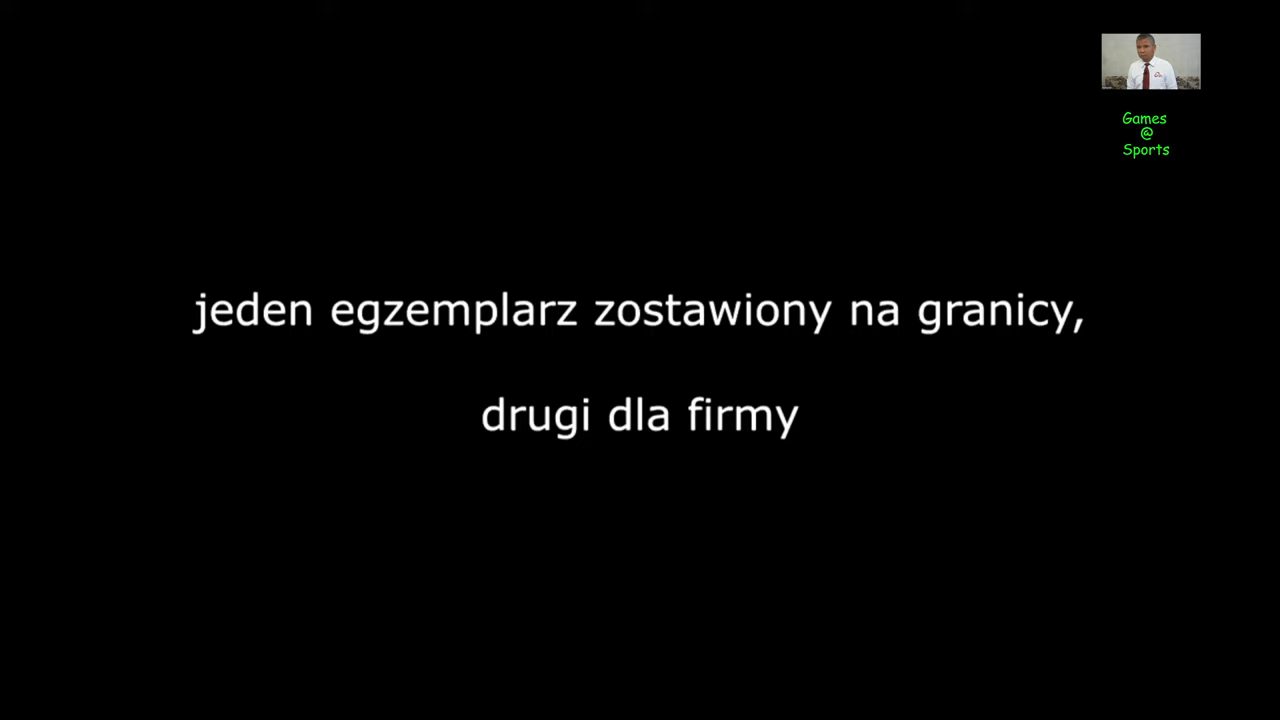 Games
@
Sports
jeden egzemplarz zostawiony na granicy,
drugi dla firmy